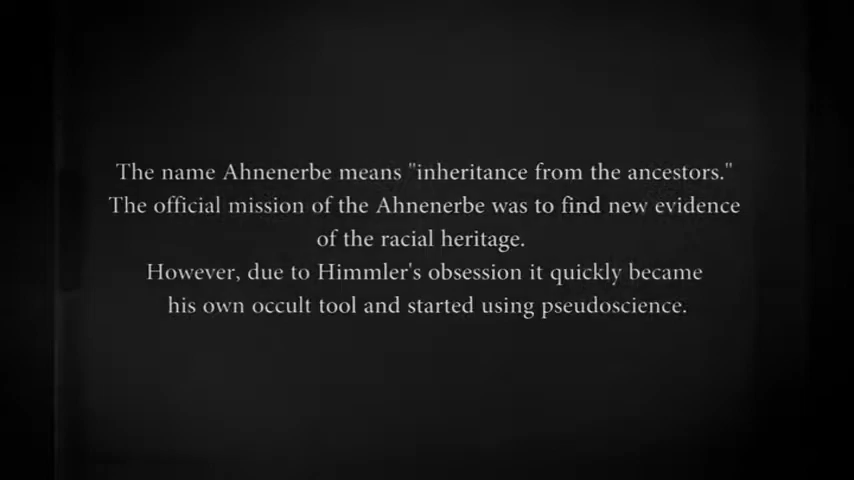 The name Ahnenerbe means "inheritance from the ancestors."
The official mission of the Ahnenerbe was to find new evidence
of the racial heritage.
However, due to Himmler's obsession it quickly became
his own occult tool and started using pseudoscience.